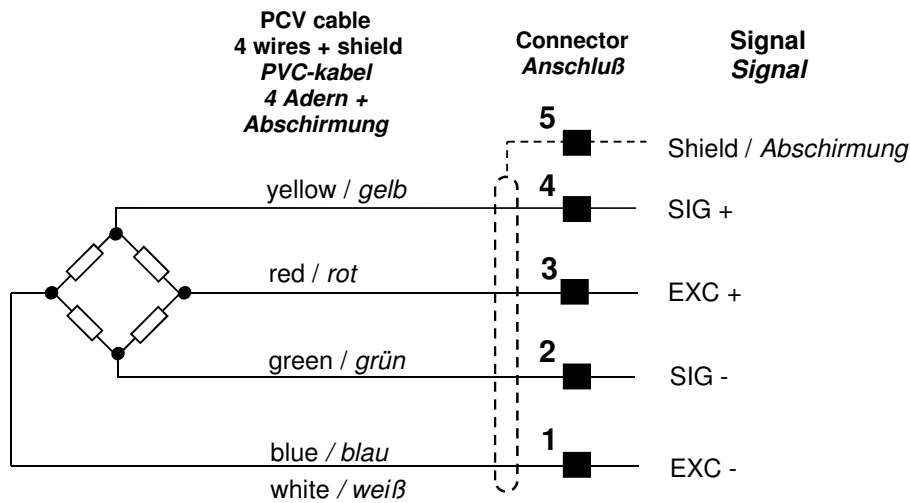 PCV cable
4 wires + shield
PVC-kabel
4 Adern +
Abschirmung
Connector
Anschluß
Signal
Signal
5
Shield / Abschirmung
yellow / gelb
4
SIG +
red / rot
3
EXC +
green / grün
2
SIG -
blue / blau
1
EXC -
white / weiß